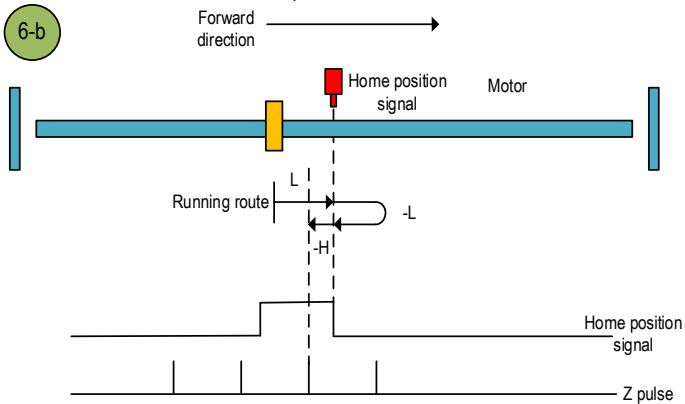 6-b
Forward
direction
Home position
signal
Motor
L
Running route
-L
-H
Home position
signal
Z pulse